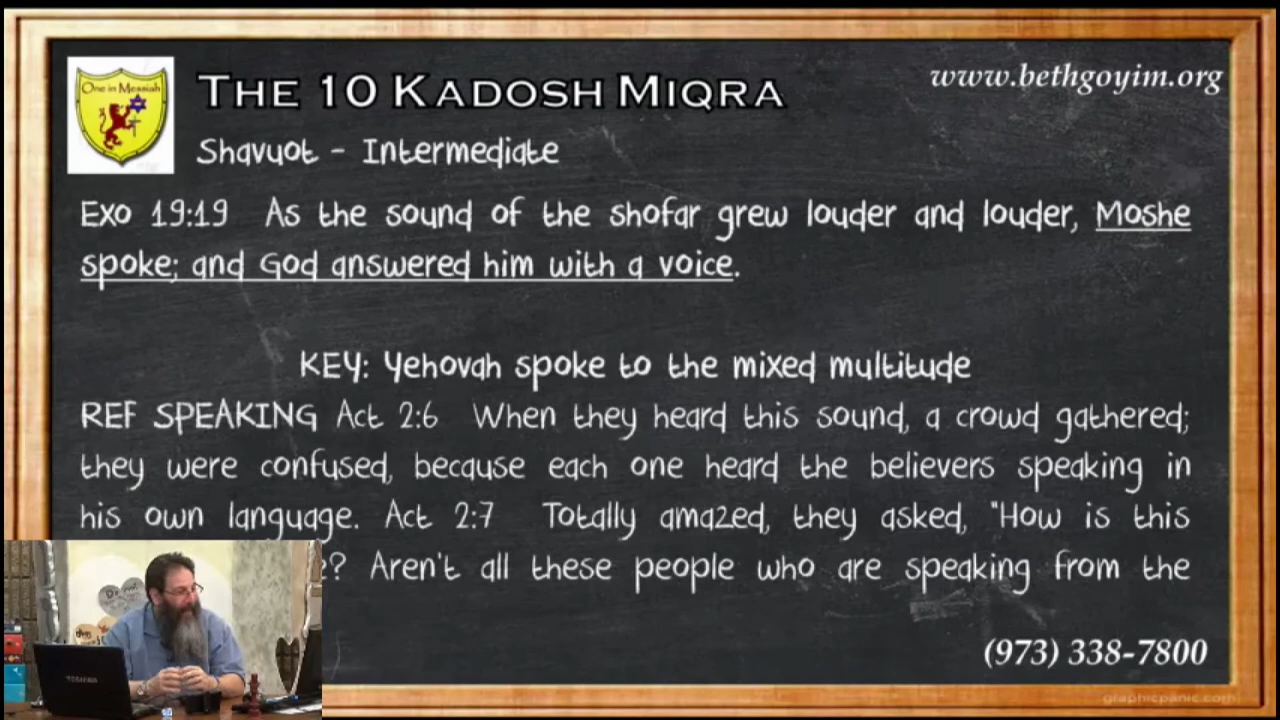 One in Messiah
THE 10 KADOSH MIQRA
www.bethgoyim.org
Shavuot - Intermediate
Exo 19:19 As the sound of the shofar grew louder and louder, Moshe
spoke; and God answered him with a voice.
KEY: Yehovah spoke to the mixed multitude
REF SPEAKING Act 2:6 When they heard this sound, a crowd gathered;
they were confused, because each one heard the believers speaking in
his own language. Act 2:7 Totally amazed, they asked, "How is this
e? Aren't all these people who are speaking from the
TOSHIBA
(973) 338-7800
graphicpanic.com